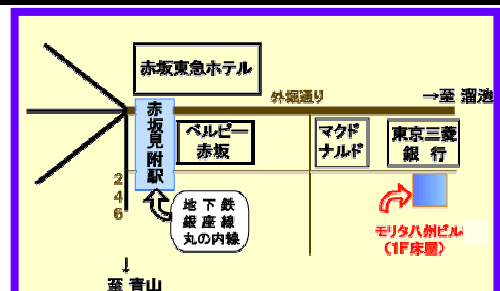 赤坂東急ホテル
外堀通り
→至 溜池
赤坂見附駅
ベルビー
赤坂
マクド
ナルド
東京三菱
銀 行
246
地 下 鉄
銀 座 線
丸の内線
モリタ八州ビル
(1F床屋)
↓
至 青山